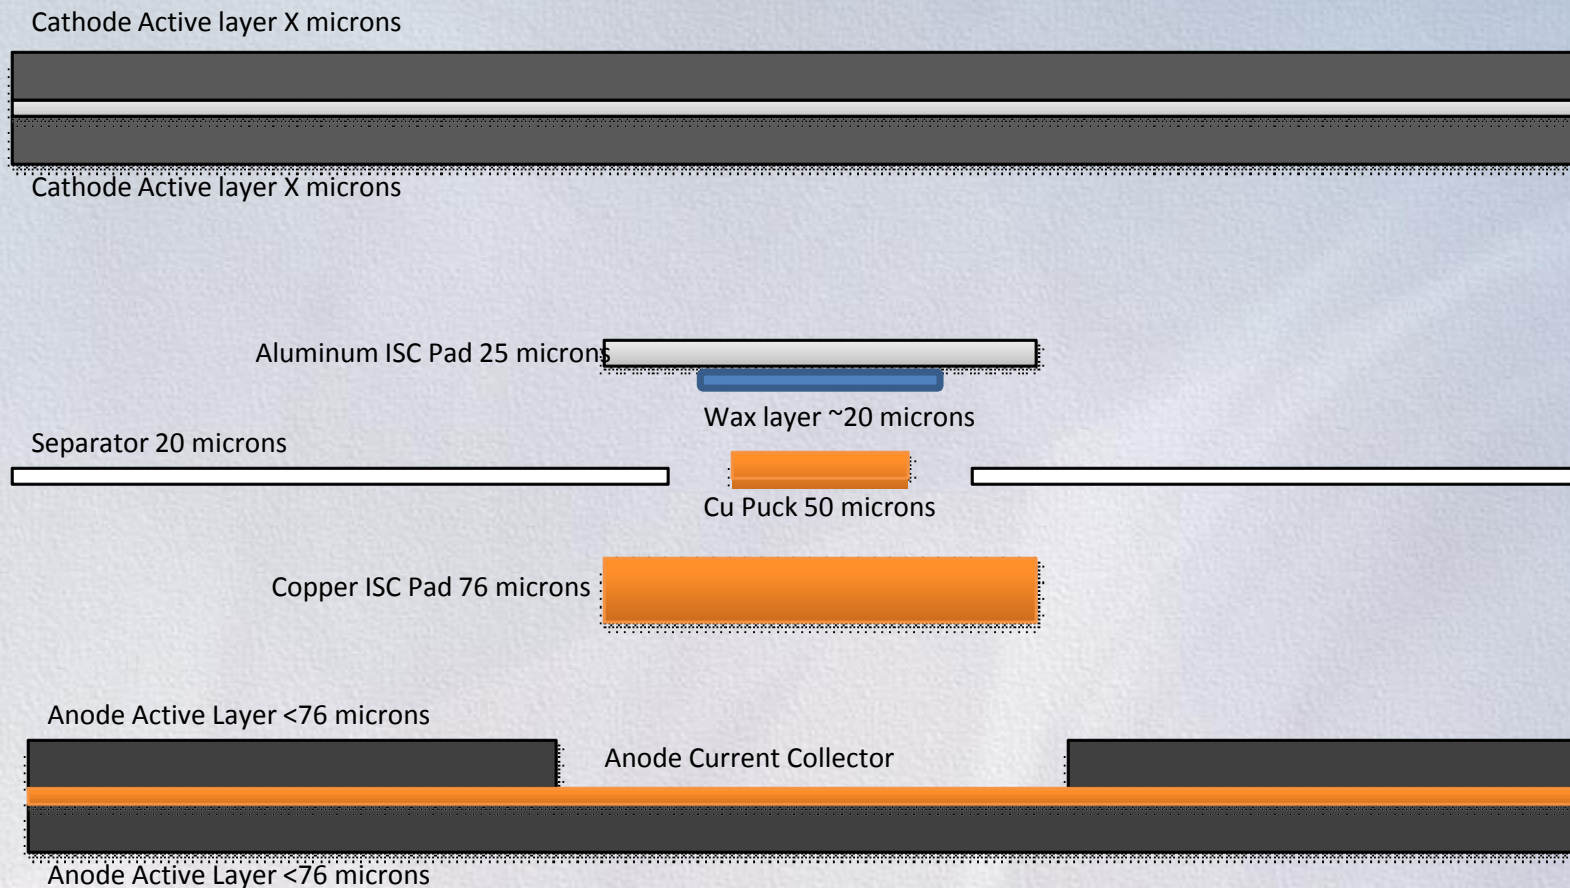 Cathode Active layer X microns
Cathode Active layer X microns
Aluminum ISC Pad 25 microns
Wax layer ~20 microns
Separator 20 microns
Cu Puck 50 microns
Copper ISC Pad 76 microns
Anode Active Layer <76 microns
Anode Current Collector
Anode Active Layer <76 microns